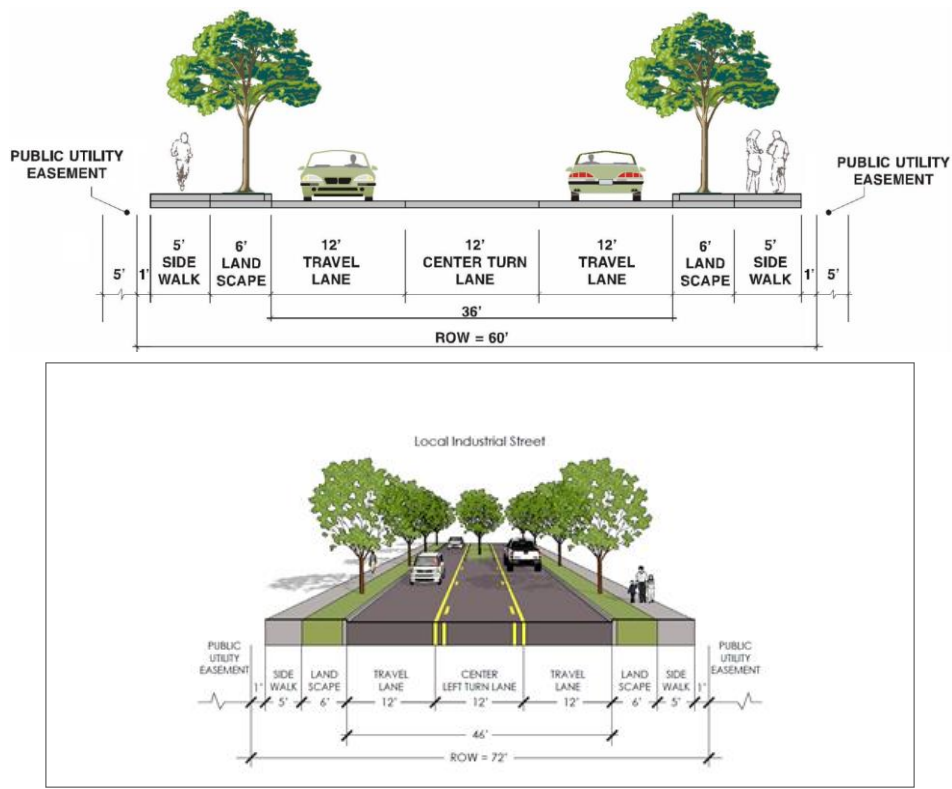 PUBLIC UTILITY
EASEMENT
PUBLIC UTILITY
EASEMENT
5'
1'
5'
SIDE
WALK
6'
LAND
SCAPE
12'
TRAVEL
LANE
12'
CENTER TURN
LANE
12'
TRAVEL
LANE
6'
LAND
SCAPE
5'
SIDE
WALK
1'
5'
36'
ROW = 60'
Local Industrial Street
PUBLIC
UTILITY
EASEMENT
1'
SIDE
WALK
5'
LAND
SCAPE
6'
TRAVEL
LANE
12'
CENTER
LEFT TURN LANE
12'
TRAVEL
LANE
12'
LAND
SCAPE
6'
SIDE
WALK
5'
1'
PUBLIC
UTILITY
EASEMENT
46'
ROW = 72'